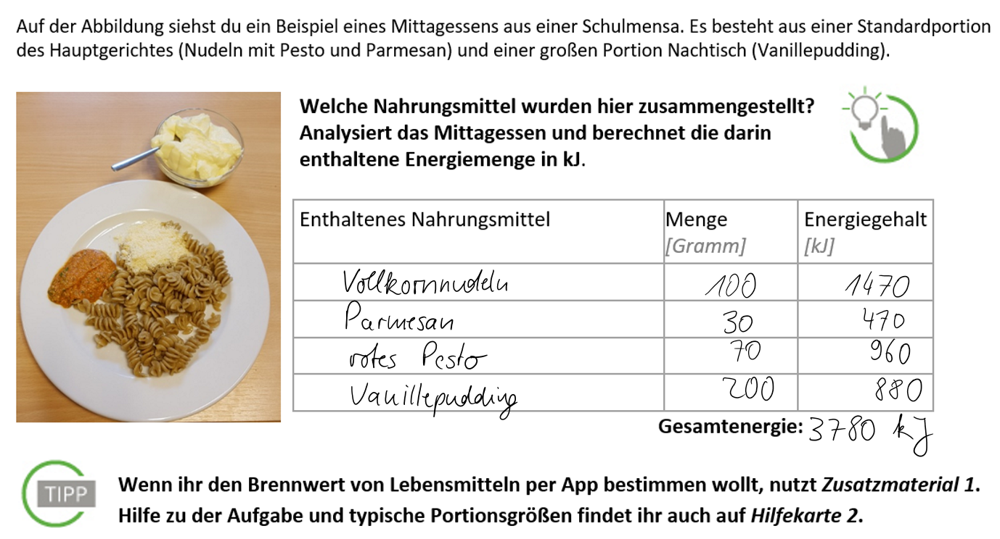 Auf der Abbildung siehst du ein Beispiel eines Mittagessens aus einer Schulmensa. Es besteht aus einer Standardportion
des Hauptgerichtes (Nudeln mit Pesto und Parmesan) und einer großen Portion Nachtisch (Vanillepudding).
Welche Nahrungsmittel wurden hier zusammengestellt?
Analysiert das Mittagessen und berechnet die darin
enthaltene Energiemenge in kJ.
Enthaltenes Nahrungsmittel Menge Energiegehalt
[Gramm] [kJ]
Vollkornnudeln 100 1470
Parmesan 30 470
rotes Pesto 70 960
Vanillepudding 200 880
Gesamtenergie: 3780 kJ
TIPP
Wenn ihr den Brennwert von Lebensmitteln per App bestimmen wollt, nutzt Zusatzmaterial 1.
Hilfe zu der Aufgabe und typische Portionsgrößen findet ihr auch auf Hilfekarte 2.